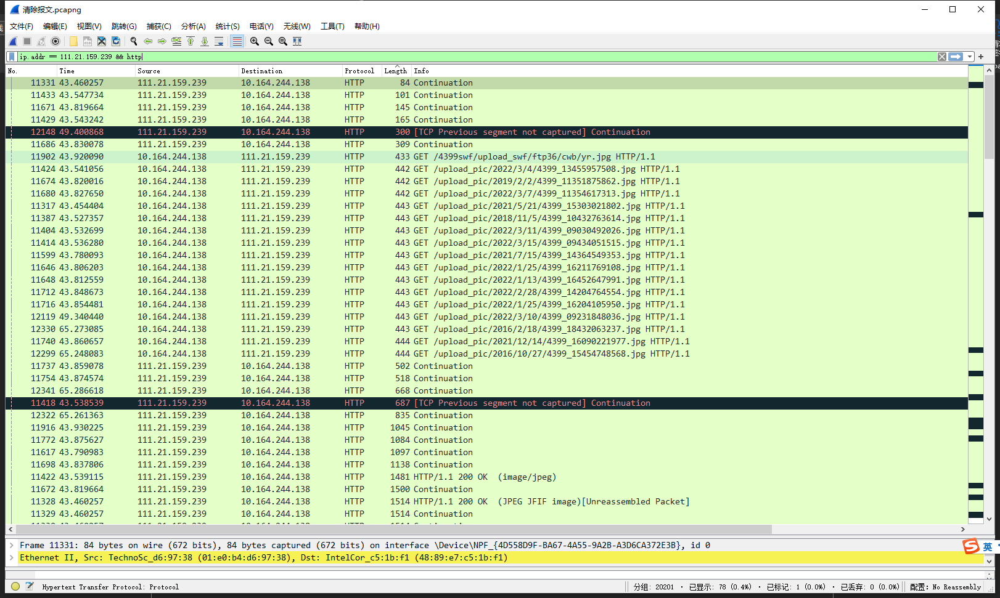 清除报文.pcapng
文件(F) 编辑(E) 视图(V) 跳转(G) 捕获(C) 分析(A) 统计(S) 电话(Y) 无线(W) 工具(T) 帮助(H)
ip.addr == 111.21.159.239 && http
No. Time Source Destination Protocol Length Info
11331 43.460257 111.21.159.239 10.164.244.138 HTTP 84 Continuation
11433 43.547734 111.21.159.239 10.164.244.138 HTTP 101 Continuation
11671 43.819664 111.21.159.239 10.164.244.138 HTTP 145 Continuation
11429 43.543242 111.21.159.239 10.164.244.138 HTTP 165 Continuation
12148 49.400868 111.21.159.239 10.164.244.138 HTTP 300 [TCP Previous segment not captured] Continuation
11686 43.830078 111.21.159.239 10.164.244.138 HTTP 309 Continuation
11902 43.920090 10.164.244.138 111.21.159.239 HTTP 433 GET /4399swf/upload_swf/ftp36/cwb/yr.jpg HTTP/1.1
11424 43.541056 10.164.244.138 111.21.159.239 HTTP 442 GET /upload_pic/2022/3/4/4399_13455957508.jpg HTTP/1.1
11674 43.820016 10.164.244.138 111.21.159.239 HTTP 442 GET /upload_pic/2019/2/2/4399_11351875862.jpg HTTP/1.1
11680 43.827650 10.164.244.138 111.21.159.239 HTTP 442 GET /upload_pic/2022/3/7/4399_11354617313.jpg HTTP/1.1
11317 43.454404 10.164.244.138 111.21.159.239 HTTP 443 GET /upload_pic/2021/5/21/4399_15303021802.jpg HTTP/1.1
11387 43.527357 10.164.244.138 111.21.159.239 HTTP 443 GET /upload_pic/2018/11/5/4399_10432763614.jpg HTTP/1.1
11404 43.532699 10.164.244.138 111.21.159.239 HTTP 443 GET /upload_pic/2022/3/11/4399_09030492026.jpg HTTP/1.1
11414 43.536280 10.164.244.138 111.21.159.239 HTTP 443 GET /upload_pic/2022/3/15/4399_09434051515.jpg HTTP/1.1
11599 43.780093 10.164.244.138 111.21.159.239 HTTP 443 GET /upload_pic/2021/7/15/4399_14364549353.jpg HTTP/1.1
11646 43.806203 10.164.244.138 111.21.159.239 HTTP 443 GET /upload_pic/2022/1/25/4399_16211769108.jpg HTTP/1.1
11648 43.812559 10.164.244.138 111.21.159.239 HTTP 443 GET /upload_pic/2022/1/13/4399_16452647991.jpg HTTP/1.1
11712 43.848673 10.164.244.138 111.21.159.239 HTTP 443 GET /upload_pic/2022/2/28/4399_14204764554.jpg HTTP/1.1
11716 43.854481 10.164.244.138 111.21.159.239 HTTP 443 GET /upload_pic/2022/1/25/4399_16204105950.jpg HTTP/1.1
12119 49.340440 10.164.244.138 111.21.159.239 HTTP 443 GET /upload_pic/2022/3/10/4399_09231848036.jpg HTTP/1.1
12330 65.273085 10.164.244.138 111.21.159.239 HTTP 443 GET /upload_pic/2016/2/18/4399_18432063237.jpg HTTP/1.1
11740 43.860657 10.164.244.138 111.21.159.239 HTTP 444 GET /upload_pic/2021/12/14/4399_16090221977.jpg HTTP/1.1
12299 65.248083 10.164.244.138 111.21.159.239 HTTP 444 GET /upload_pic/2016/10/27/4399_15454748568.jpg HTTP/1.1
11737 43.859078 111.21.159.239 10.164.244.138 HTTP 502 Continuation
11754 43.874574 111.21.159.239 10.164.244.138 HTTP 518 Continuation
12341 65.286618 111.21.159.239 10.164.244.138 HTTP 668 Continuation
11418 43.538539 111.21.159.239 10.164.244.138 HTTP 687 [TCP Previous segment not captured] Continuation
12322 65.261363 111.21.159.239 10.164.244.138 HTTP 835 Continuation
11916 43.930225 111.21.159.239 10.164.244.138 HTTP 1045 Continuation
11772 43.875627 111.21.159.239 10.164.244.138 HTTP 1084 Continuation
11617 43.790983 111.21.159.239 10.164.244.138 HTTP 1097 Continuation
11698 43.837806 111.21.159.239 10.164.244.138 HTTP 1138 Continuation
11422 43.539115 111.21.159.239 10.164.244.138 HTTP 1481 HTTP/1.1 200 OK (image/jpeg)
11672 43.819664 111.21.159.239 10.164.244.138 HTTP 1500 Continuation
11328 43.460257 111.21.159.239 10.164.244.138 HTTP 1514 HTTP/1.1 200 OK (JPEG JFIF image)[Unreassembled Packet]
11329 43.460257 111.21.159.239 10.164.244.138 HTTP 1514 Continuation
Frame 11331: 84 bytes on wire (672 bits), 84 bytes captured (672 bits) on interface \Device\NPF_{4D558D9F-BA67-4A55-9A2B-A3D6CA372E3B}, id 0
Ethernet II, Src: TechnoSc_d6:97:38 (01:e0:b4:d6:97:38), Dst: IntelCor_c5:1b:f1 (48:89:e7:c5:1b:f1)
英
Hypertext Transfer Protocol: Protocol 分组: 20201 · 已显示: 78 (0.4%) · 已标记: 1 (0.0%) · 已丢弃: 0 (0.0%) 配置: No Reassembly